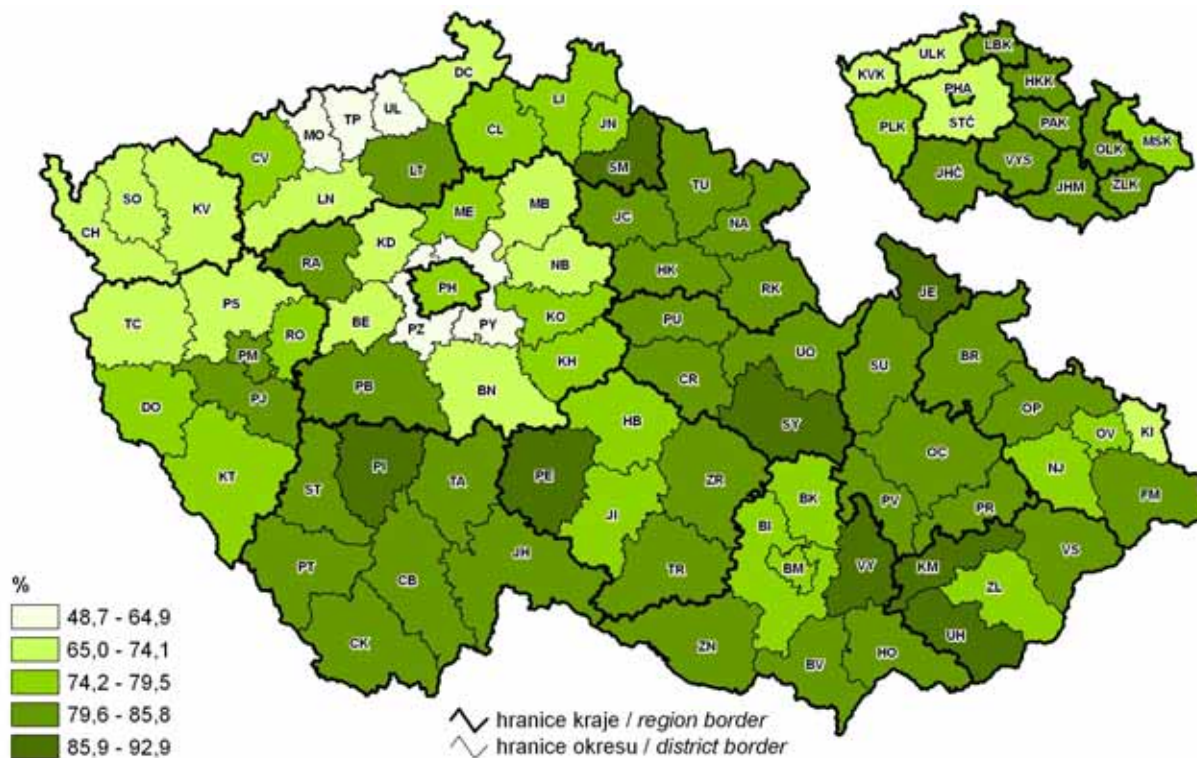 DC
LBK
ULK
KVK
HKK
PHA
PLK
STČ
PAK
OLK
MSK
VYS
JHČ
JHM
ZLK
UL
TP
MO
LI
JN
CL
CV
LT
SM
TU
SO
KV
CH
LN
ME
MB
JC
NA
KD
RA
NB
HK
RK
JE
PH
TC
PS
RO
BE
PZ
PY
KO
PU
PM
UO
SU
BR
DO
PJ
PB
BN
KH
CR
OP
HB
SY
OV
KI
KT
ST
PI
TA
PE
ZR
OC
NJ
BK
PV
PR
FM
JI
BI
PT
CB
JH
TR
BM
VY
KM
VS
ZL
CK
ZN
BV
HO
UH
%
48,7 - 64,9
65,0 - 74,1
74,2 - 79,5
79,6 - 85,8
85,9 - 92,9
hranice kraje / region border
hranice okresu / district border